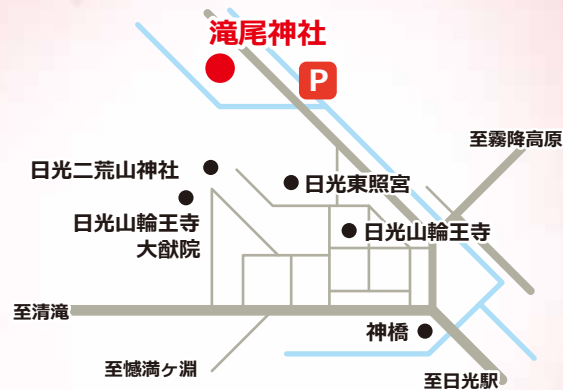 滝尾神社
P
至霧降高原
日光二荒山神社
日光東照宮
日光山輪王寺
大猷院
日光山輪王寺
至清滝
神橋
至憾満ヶ淵
至日光駅